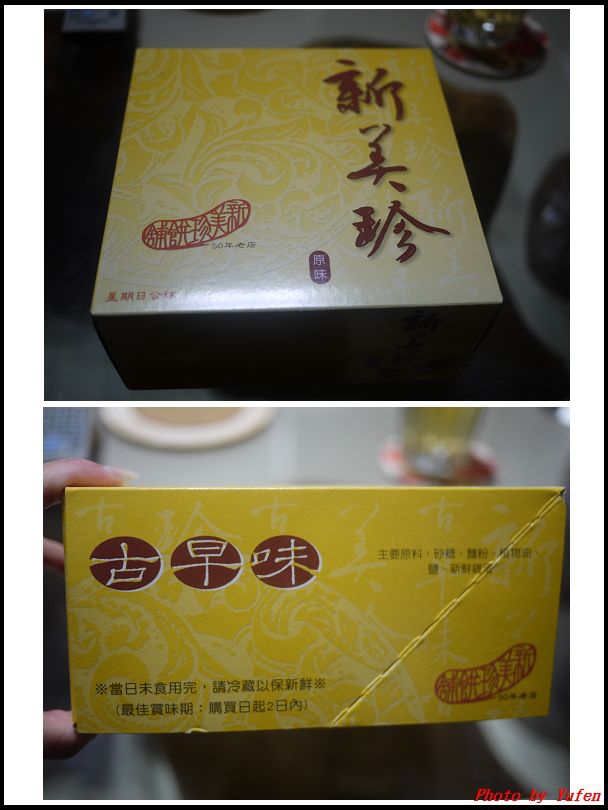 新美珍
新美珍餅舖
50年老店
原味
星期日公休
新美珍
古早味
主要原料：砂糖、麵粉、植物油、
鹽、新鮮雞蛋
※當日未食用完，請冷藏以保新鮮※
(最佳賞味期：購買日起2日內)
新美珍餅舖
50年老店
Photo by Yufen